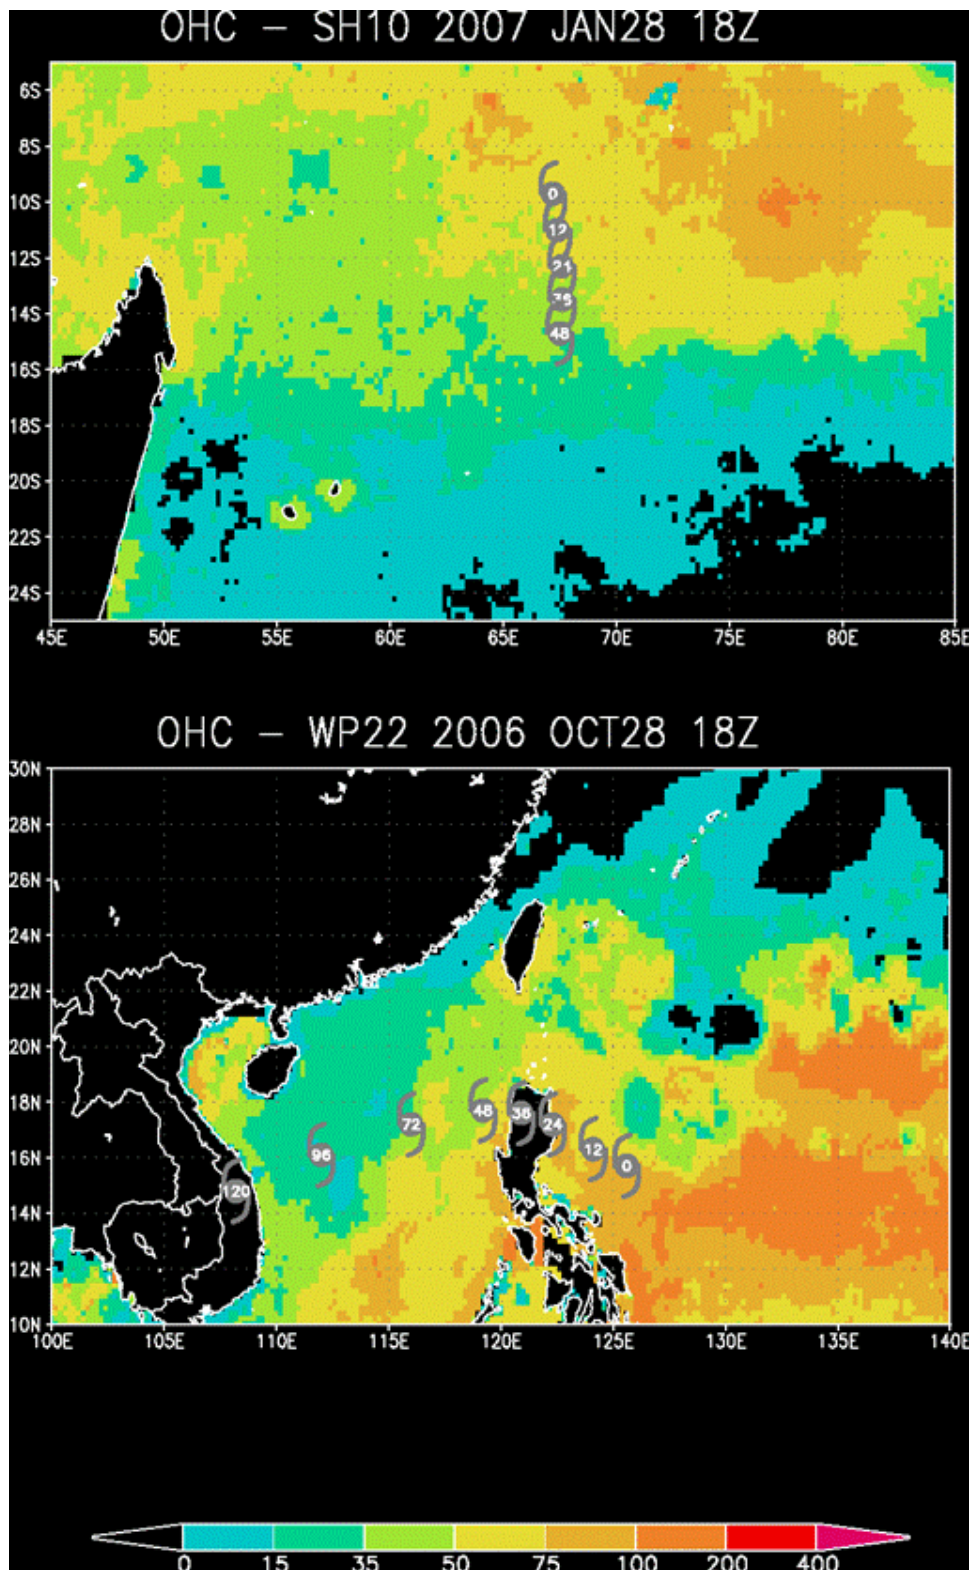 OHC - SH10 2007 JAN28 18Z
6S
8S
10S
12S
14S
16S
18S
20S
22S
24S
0
12
21
36
48
45E 50E 55E 60E 65E 70E 75E 80E 85E
OHC - WP22 2006 OCT28 18Z
30N
28N
26N
24N
22N
20N
18N
16N
14N
12N
10N
120 96 72 48 36 24 12 0
100E 105E 110E 115E 120E 125E 130E 135E 140E
0 15 35 50 75 100 200 400